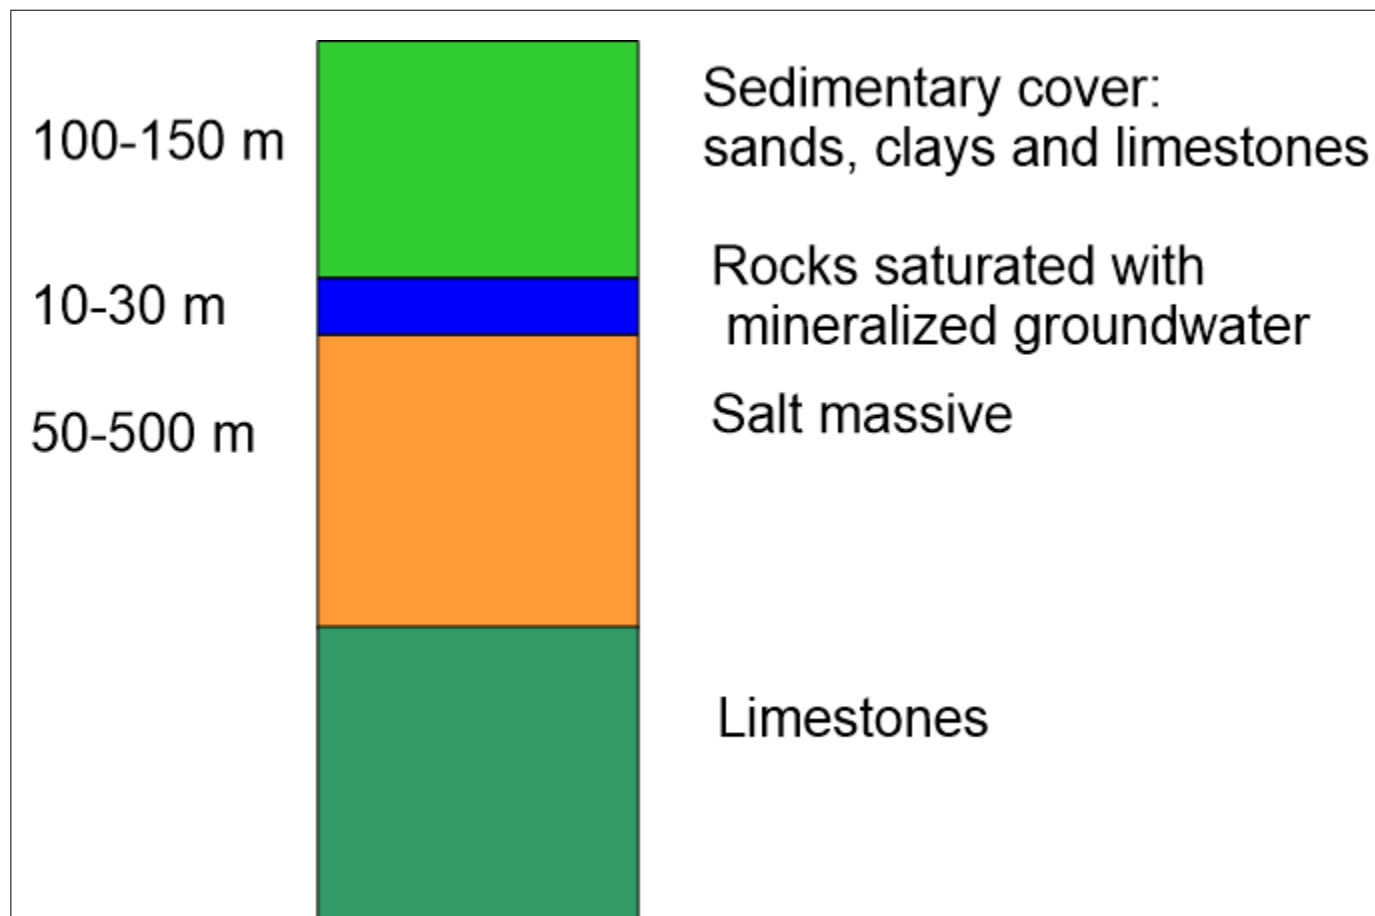 100-150 m
Sedimentary cover:
sands, clays and limestones
10-30 m
Rocks saturated with
mineralized groundwater
50-500 m
Salt massive
Limestones